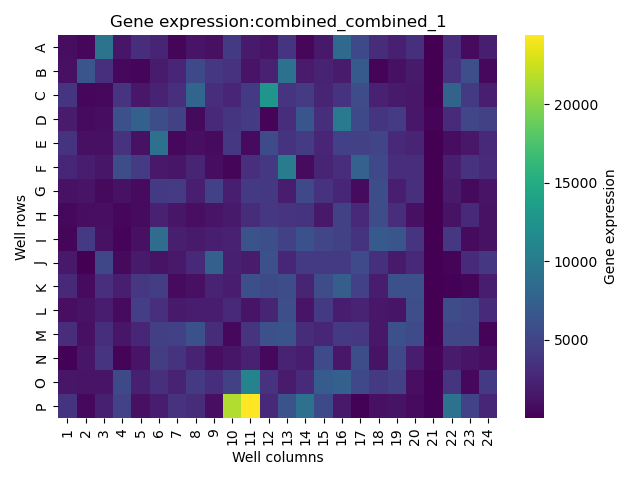 Gene expression:combined_combined_1
A
B
C
D
E
F
G
H
I
J
K
L
M
N
O
P
Well rows
1 2 3 4 5 6 7 8 9 10 11 12 13 14 15 16 17 18 19 20 21 22 23 24
Well columns
20000
15000
10000
5000
Gene expression